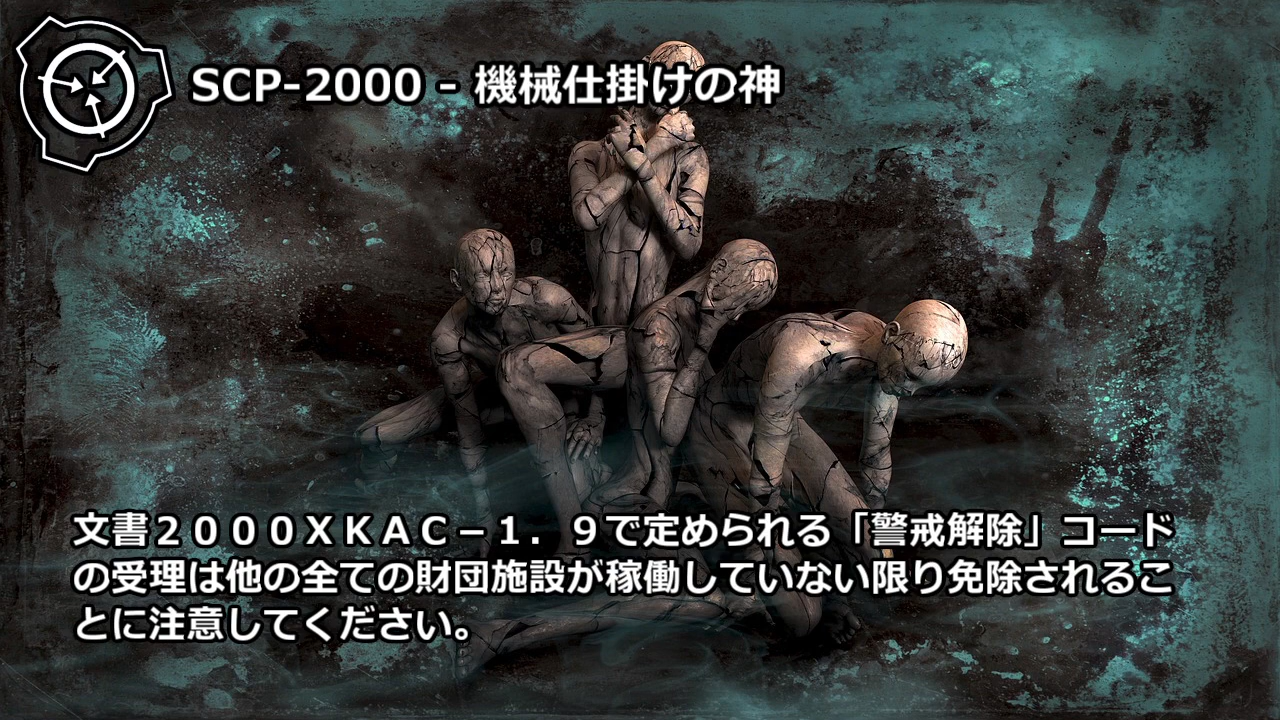 SCP-2000 - 機械仕掛けの神
文書２０００ＸＫＡＣ－１．９で定められる「警戒解除」コード
の受理は他の全ての財団施設が稼働していない限り免除されるこ
とに注意してください。